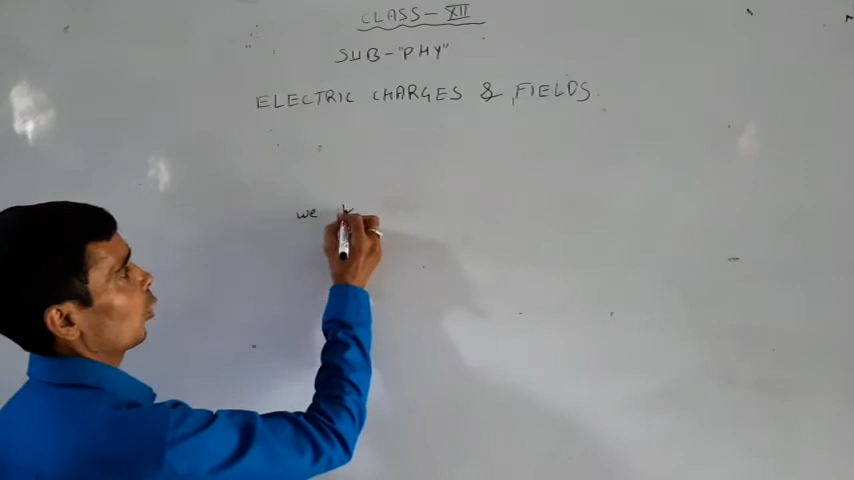 CLASS-XII
SUB-"PHY"
ELECTRIC CHARGES & FIELDS
we